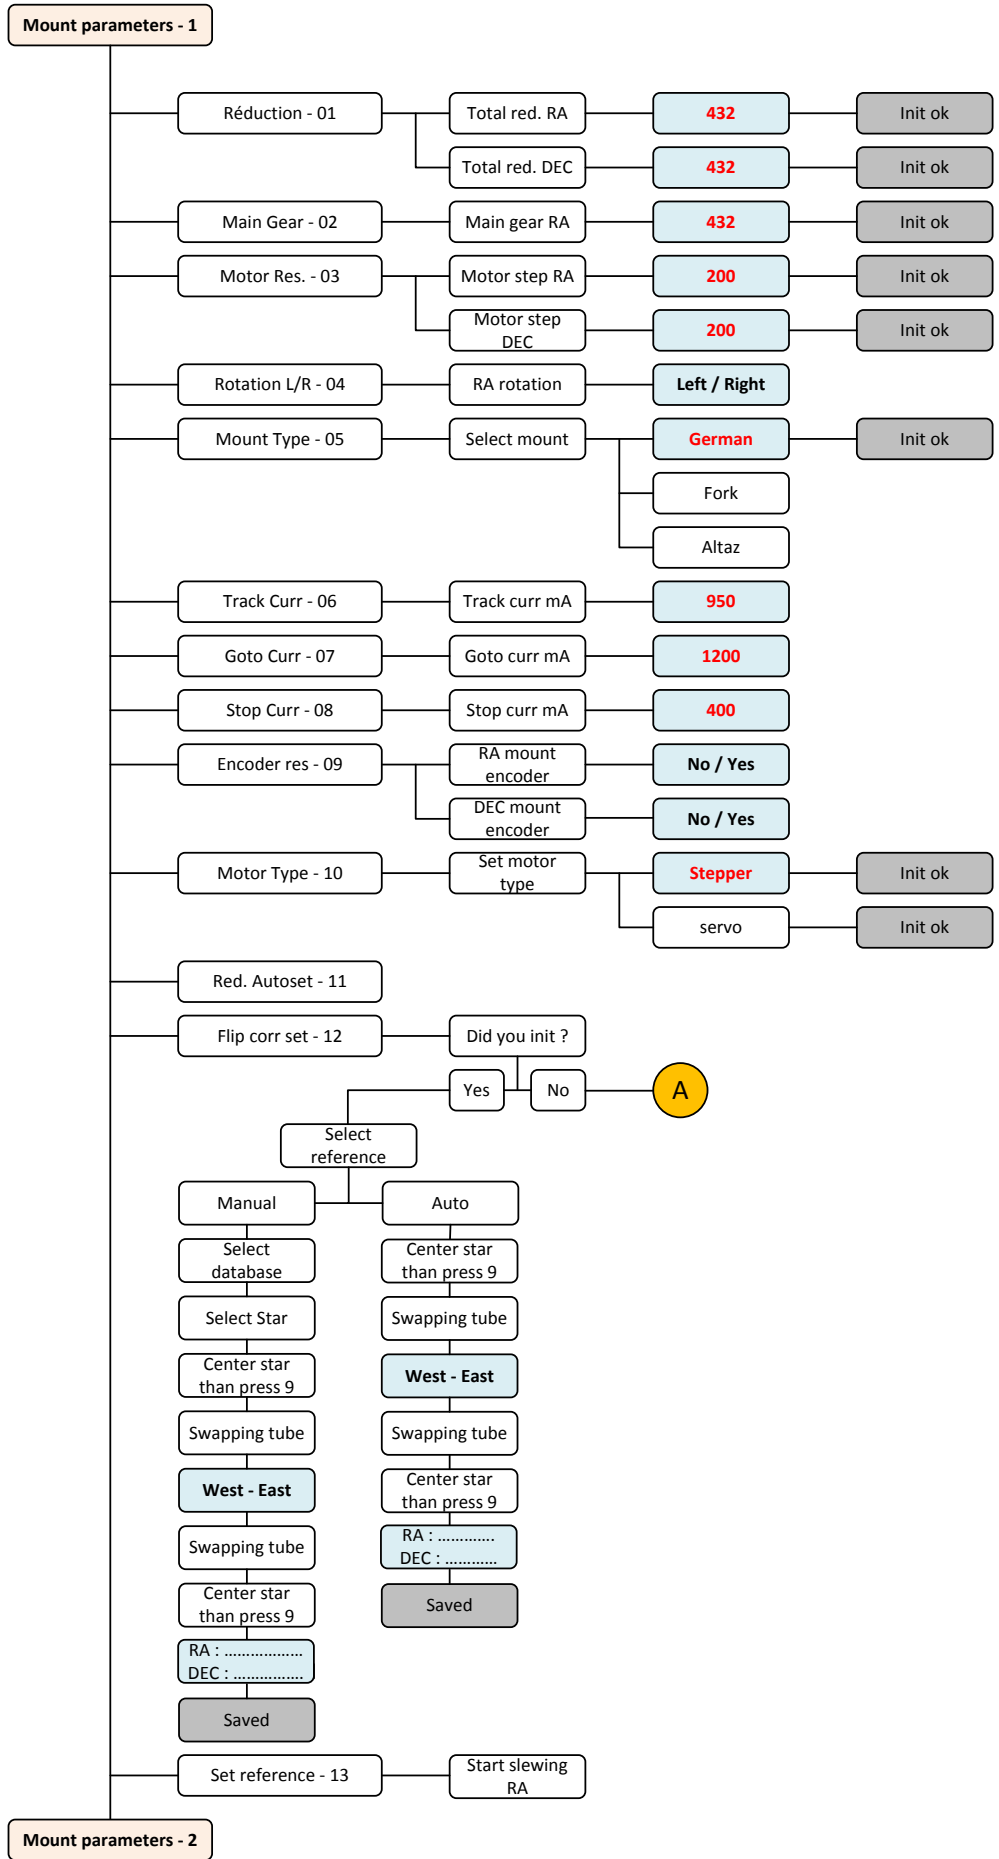 Mount parameters - 1
Réduction - 01
Total red. RA
432
Init ok
Total red. DEC
432
Init ok
Main Gear - 02
Main gear RA
432
Init ok
Motor Res. - 03
Motor step RA
200
Init ok
Motor step
DEC
200
Init ok
Rotation L/R - 04
RA rotation
Left / Right
Mount Type - 05
Select mount
German
Init ok
Fork
Altaz
Track Curr - 06
Track curr mA
950
Goto Curr - 07
Goto curr mA
1200
Stop Curr - 08
Stop curr mA
400
Encoder res - 09
RA mount
encoder
No / Yes
DEC mount
encoder
No / Yes
Motor Type - 10
Set motor
type
Stepper
Init ok
servo
Init ok
Red. Autoset - 11
Flip corr set - 12
Did you init ?
Yes
No
A
Select
reference
Manual
Select
database
Select Star
Center star
than press 9
Swapping tube
West - East
Swapping tube
Center star
than press 9
RA : ..................
DEC : ................
Saved
Auto
Center star
than press 9
Swapping tube
West - East
Swapping tube
Center star
than press 9
RA : .............
DEC : ............
Saved
Set reference - 13
Start slewing
RA
Mount parameters - 2